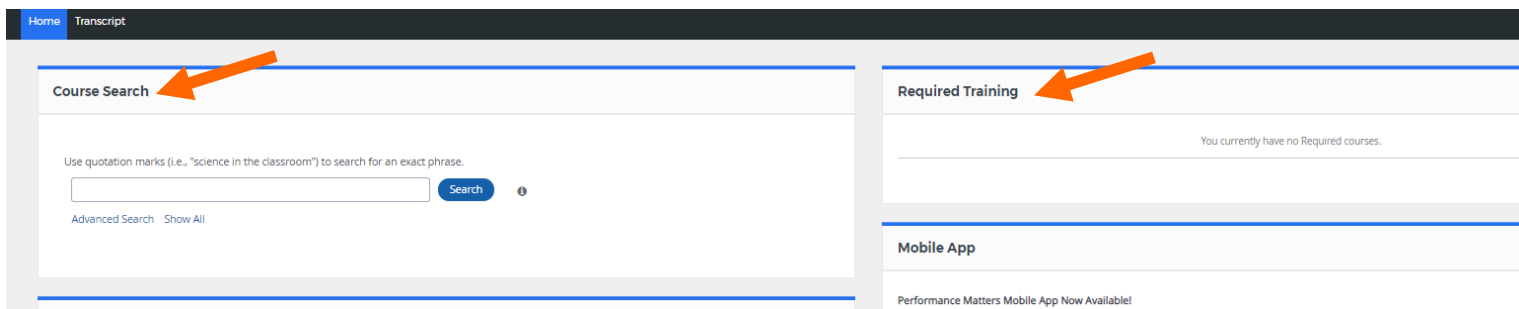 Home Transcript
Course Search
Use quotation marks (i.e., "science in the classroom") to search for an exact phrase.
Search
Advanced Search Show All
Required Training
You currently have no Required courses.
Mobile App
Performance Matters Mobile App Now Available!